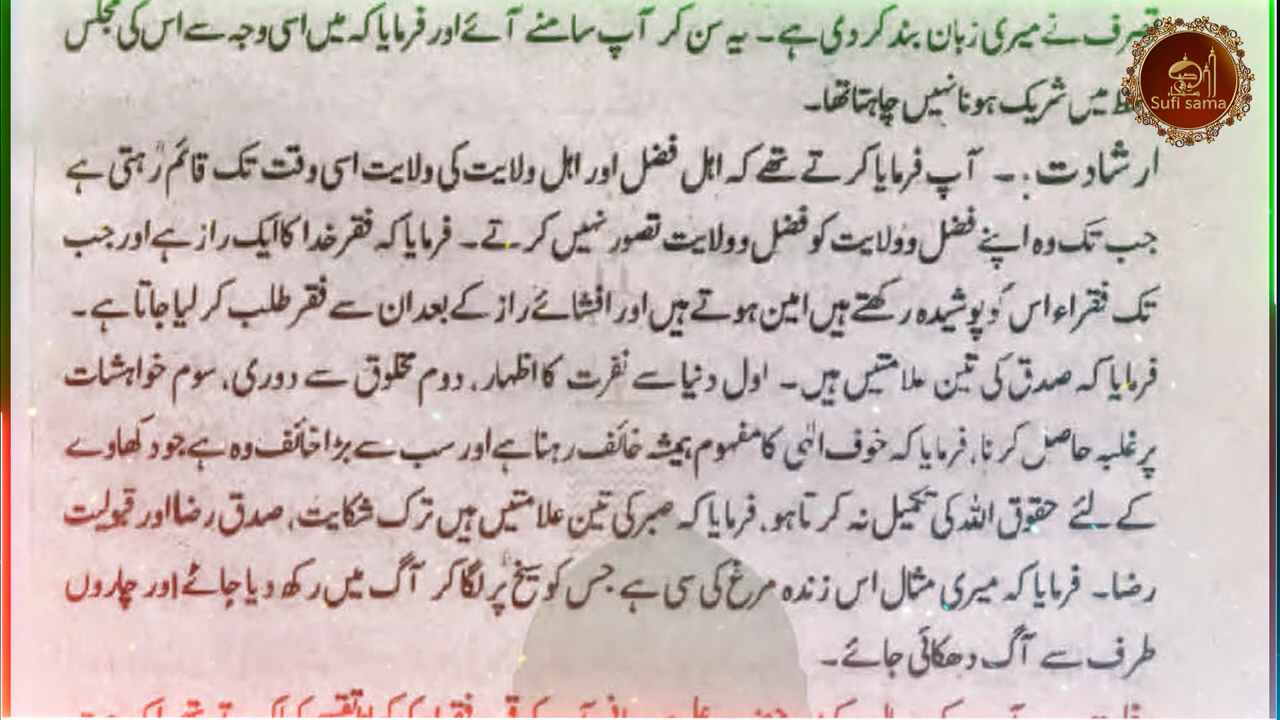 تصرف نے میری زبان بند کر دی ہے۔ یہ سن کر آپ سامنے آئے اور فرمایا کہ میں اسی وجہ سے اس کی مجلس
میں شریک ہونا نہیں چاہتا تھا۔
Sufi sama
ارشادت :۔ آپ فرمایا کرتے تھے کہ اہل فضل اور اہل ولایت کی ولایت اسی وقت تک قائم رہتی ہے
جب تک وہ اپنے فضل و ولایت کو فضل و ولایت تصور نہیں کرتے۔ فرمایا کہ فقر خدا کا ایک راز ہے اور جب
تک فقراء اس کو پوشیدہ رکھتے ہیں امین ہوتے ہیں اور افشائے راز کے بعد ان سے فقر طلب کر لیا جاتا ہے۔
فرمایا کہ صدق کی تین علامتیں ہیں۔ اول دنیا سے نفرت کا اظہار، دوم مخلوق سے دوری، سوم خواہشات
پر غلبہ حاصل کرنا، فرمایا کہ خوف الٰہی کا مفہوم ہمیشہ خائف رہنا ہے اور سب سے بڑا خائف وہ ہے جو دکھاوے
کے لئے حقوق اللہ کی تکمیل نہ کرتا ہو، فرمایا کہ صبر کی تین علامتیں ہیں ترک شکایت، صدق رضا اور قبولیت
رضا۔ فرمایا کہ میری مثال اس زندہ مرغ کی سی ہے جس کو سیخ پر لگا کر آگ میں رکھ دیا جائے اور چاروں
طرف سے آگ دھکائی جائے۔